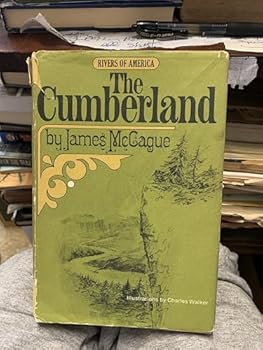 RIVERS OF AMERICA
The
Cumberland
by James McCague
Illustrations by Charles Walker